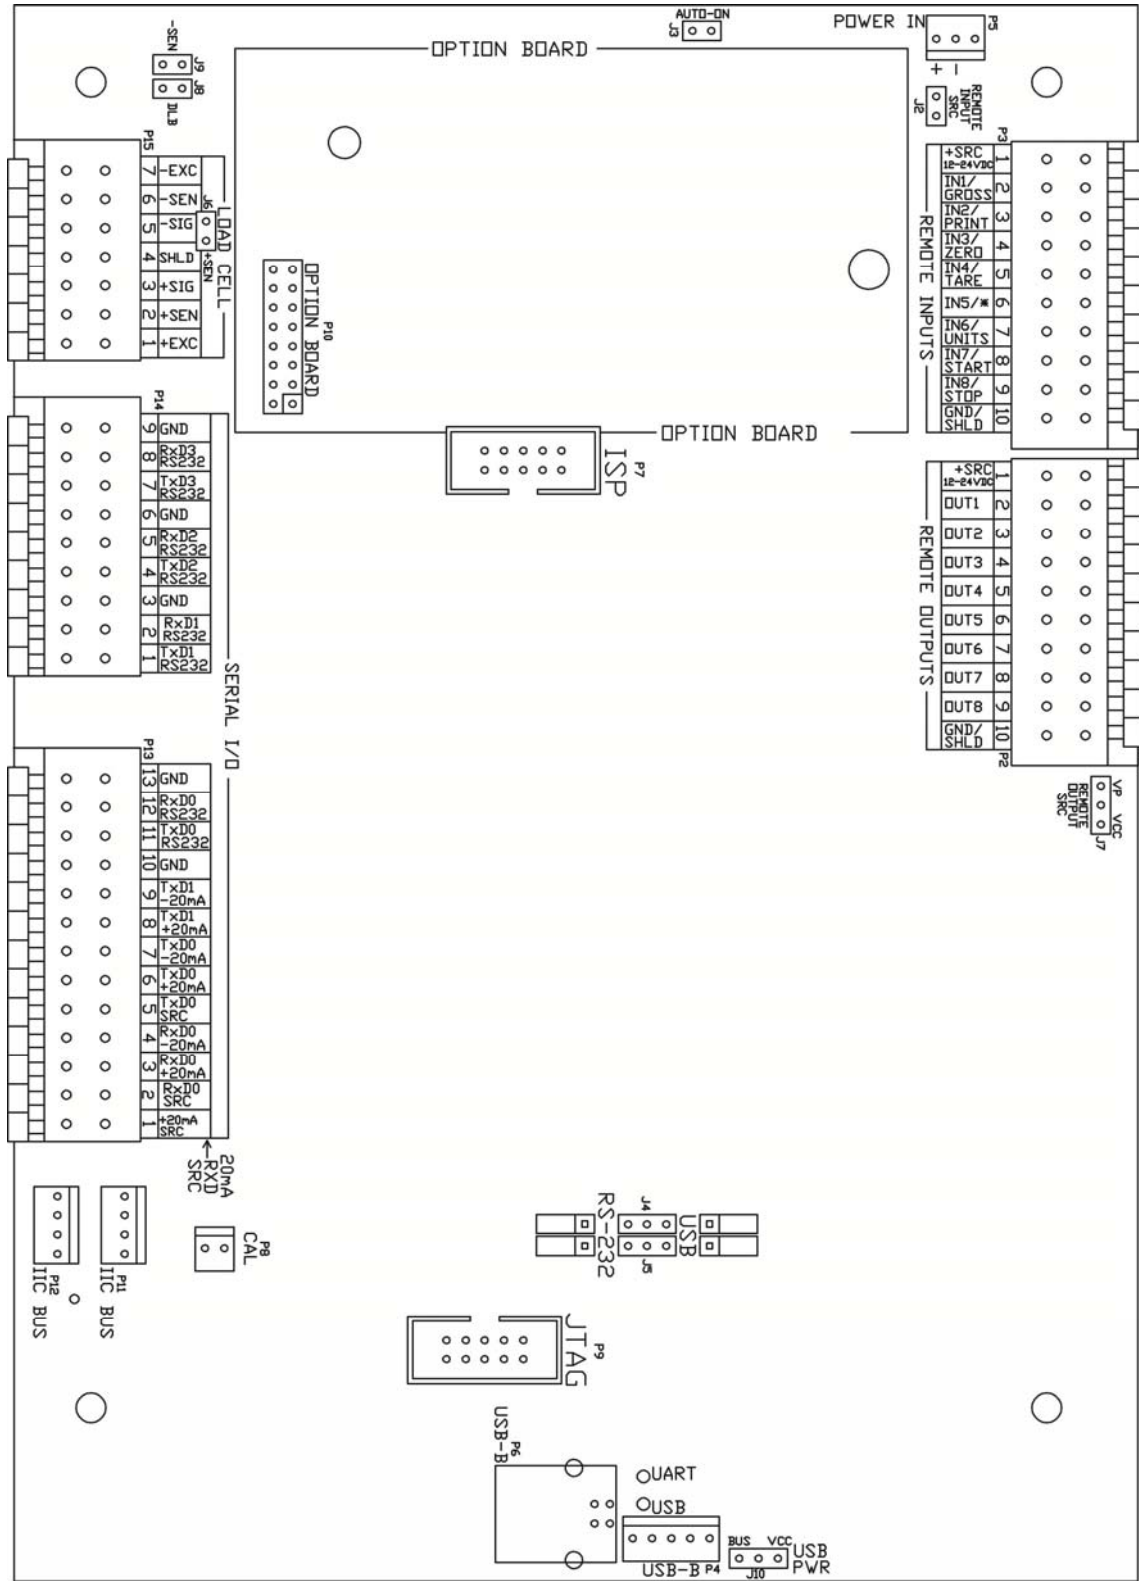 AUTO-ON
J3
POWER IN
P5
+ -
-SEN
J9
J8
DLB
OPTION BOARD
J2
REMOTE
INPUT
SRC
P15
7 -EXC
6 -SEN
5 -SIG
4 SHLD
3 +SIG
2 +SEN
1 +EXC
J6
+SEN
LOAD CELL
P10
OPTION BOARD
P3
+SRC
12-24VDC 1
IN1/
GROSS 2
IN2/
PRINT 3
IN3/
ZERO 4
IN4/
TARE 5
IN5/* 6
IN6/
UNITS 7
IN7/
START 8
IN8/
STOP 9
GND/
SHLD 10
REMOTE INPUTS
OPTION BOARD
P7
ISP
P14
9 GND
8 RxD3
RS232
7 TxD3
RS232
6 GND
5 RxD2
RS232
4 TxD2
RS232
3 GND
2 RxD1
RS232
1 TxD1
RS232
SERIAL I/O
+SRC
12-24VDC 1
OUT1 2
OUT2 3
OUT3 4
OUT4 5
OUT5 6
OUT6 7
OUT7 8
OUT8 9
GND/
SHLD 10
P2
REMOTE OUTPUTS
VP VCC
J7
REMOTE
OUTPUT
SRC
P13
13 GND
12 RxD0
RS232
11 TxD0
RS232
10 GND
9 TxD1
-20mA
8 TxD1
+20mA
7 TxD0
-20mA
6 TxD0
+20mA
5 TxD0
SRC
4 RxD0
-20mA
3 RxD0
+20mA
2 RxD0
SRC
1 +20mA
SRC
20mA
←RXD
SRC
P8
CAL
P12
IIC BUS
P11
IIC BUS
RS-232
J4
J5
USB
P9
JTAG
P6
USB-B
UART
USB
USB-B P4
BUS VCC
J10
USB
PWR